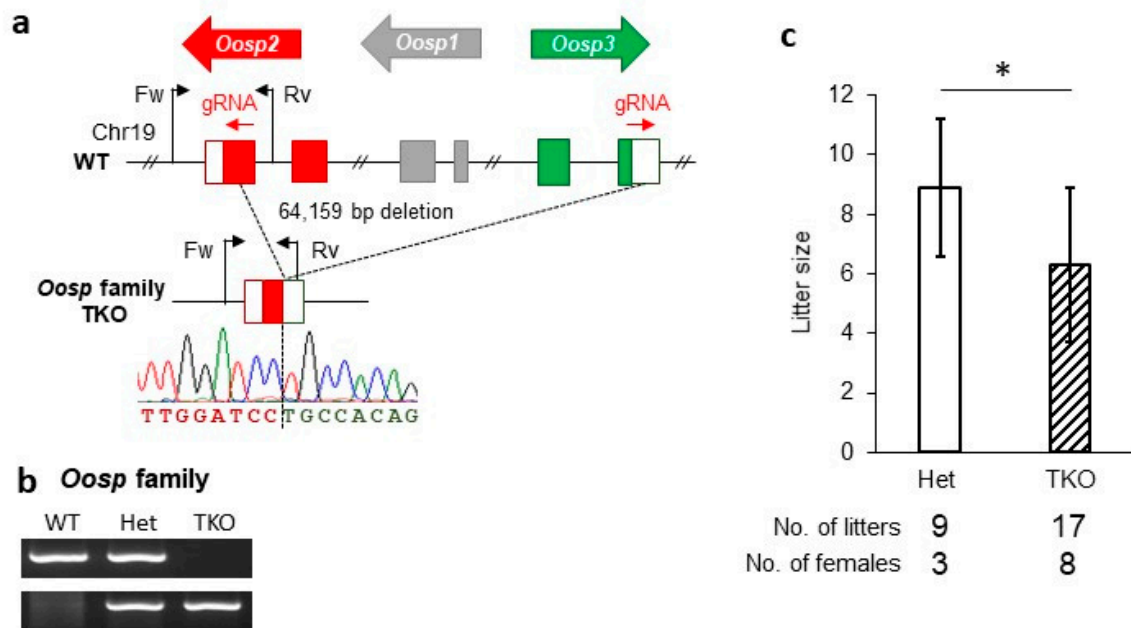 a
Oosp2 Oosp1 Oosp3
Fw Rv
gRNA gRNA
Chr19
WT // // // //
64,159 bp deletion
Fw Rv
Oosp family
TKO
TTGGATCCTGCCACAG
b Oosp family
WT Het TKO
c
*
12
10
8
6
4
2
0
Litter size
Het TKO
No. of litters 9 17
No. of females 3 8